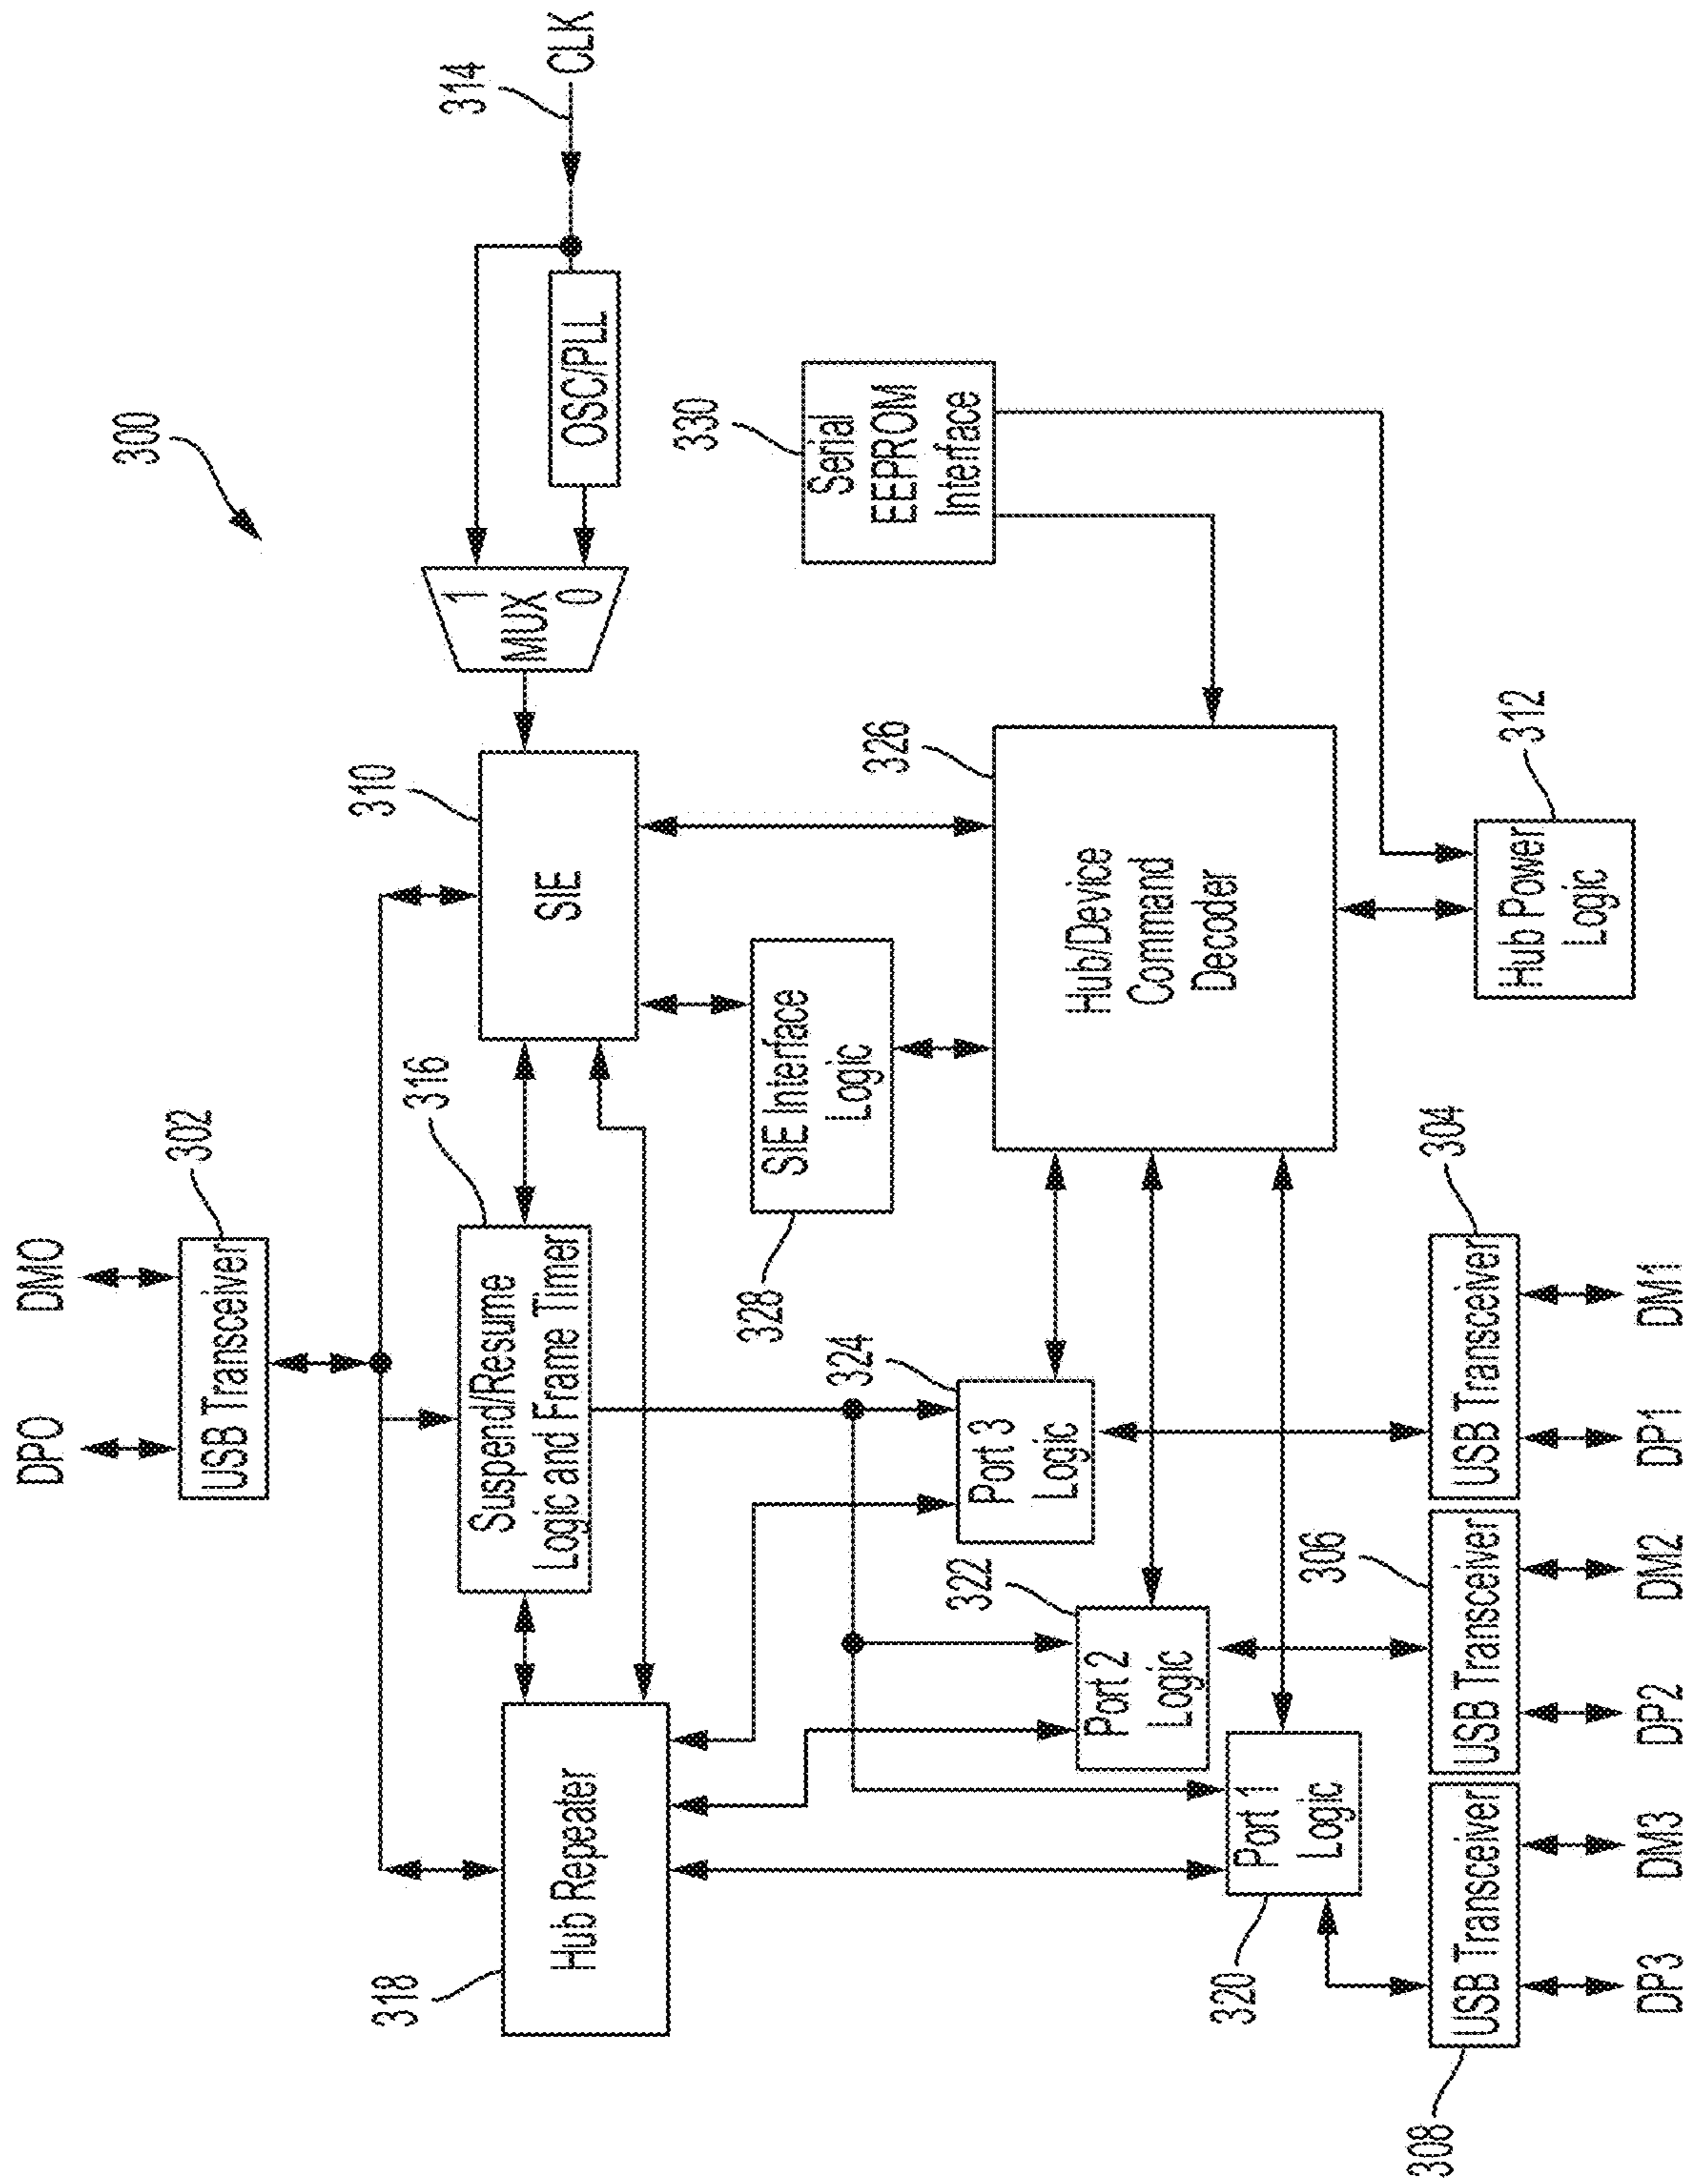 300
DPO
DMO
302
USB Transceiver
314
CLK
OSC/PLL
1
MUX
0
310
SIE
316
Suspend/Resume
Logic and Frame Timer
318
Hub Repeater
328
SIE Interface
Logic
330
Serial
EEPROM
Interface
326
Hub/Device
Command
Decoder
324
Port 3
Logic
322
Port 2
Logic
320
Port 1
Logic
312
Hub Power
Logic
308
USB Transceiver
306
USB Transceiver
304
USB Transceiver
DP3
DM3
DP2
DM2
DP1
DM1